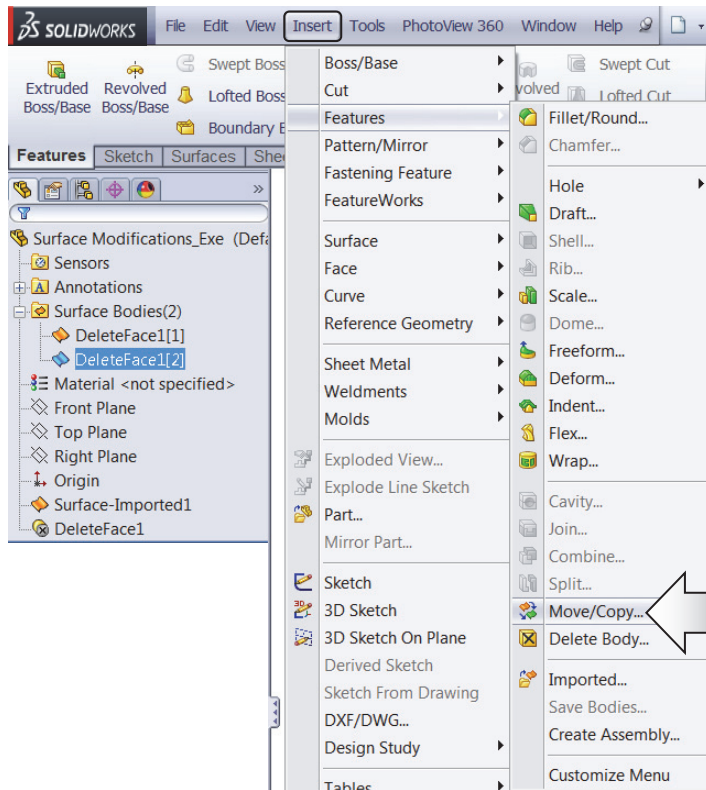 SOLIDWORKS File Edit View Insert Tools PhotoView 360 Window Help
Extruded Boss/Base
Revolved Boss/Base
Swept Boss
Lofted Boss
Boundary B
Swept Cut
Lofted Cut
Features Sketch Surfaces She
Surface Modifications_Exe (Defa
Sensors
Annotations
Surface Bodies(2)
DeleteFace1[1]
DeleteFace1[2]
Material <not specified>
Front Plane
Top Plane
Right Plane
Origin
Surface-Imported1
DeleteFace1
Boss/Base
Cut
Features
Pattern/Mirror
Fastening Feature
FeatureWorks
Surface
Face
Curve
Reference Geometry
Sheet Metal
Weldments
Molds
Exploded View...
Explode Line Sketch
Part...
Mirror Part...
Sketch
3D Sketch
3D Sketch On Plane
Derived Sketch
Sketch From Drawing
DXF/DWG...
Design Study
Tables
Fillet/Round...
Chamfer...
Hole
Draft...
Shell...
Rib...
Scale...
Dome...
Freeform...
Deform...
Indent...
Flex...
Wrap...
Cavity...
Join...
Combine...
Split...
Move/Copy...
Delete Body...
Imported...
Save Bodies...
Create Assembly...
Customize Menu